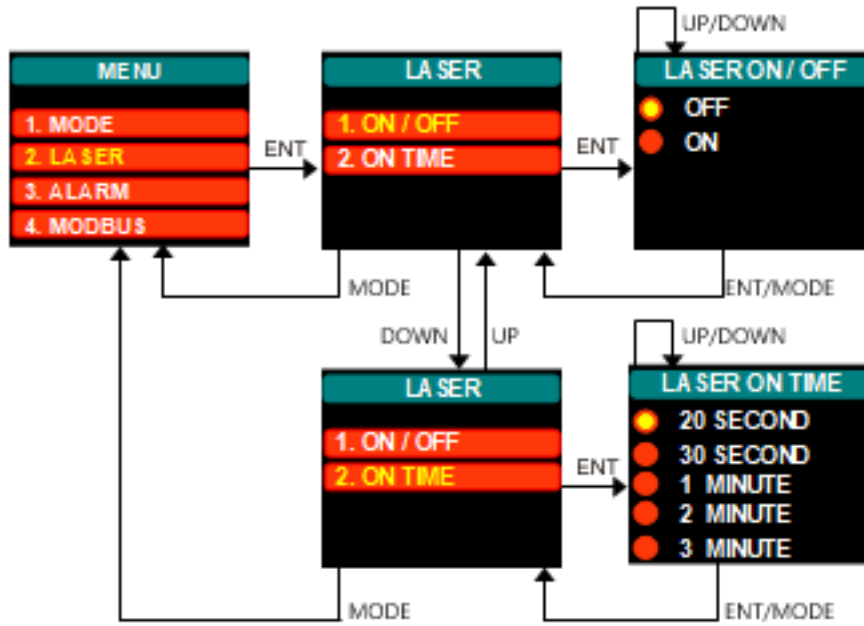 UP/DOWN
MENU
1. MODE
2. LASER
3. ALARM
4. MODBUS
ENT
LASER
1. ON / OFF
2. ON TIME
ENT
LASER ON / OFF
OFF
ON
MODE
ENT/MODE
DOWN
UP
UP/DOWN
LASER
1. ON / OFF
2. ON TIME
ENT
LASER ON TIME
20 SECOND
30 SECOND
1 MINUTE
2 MINUTE
3 MINUTE
MODE
ENT/MODE